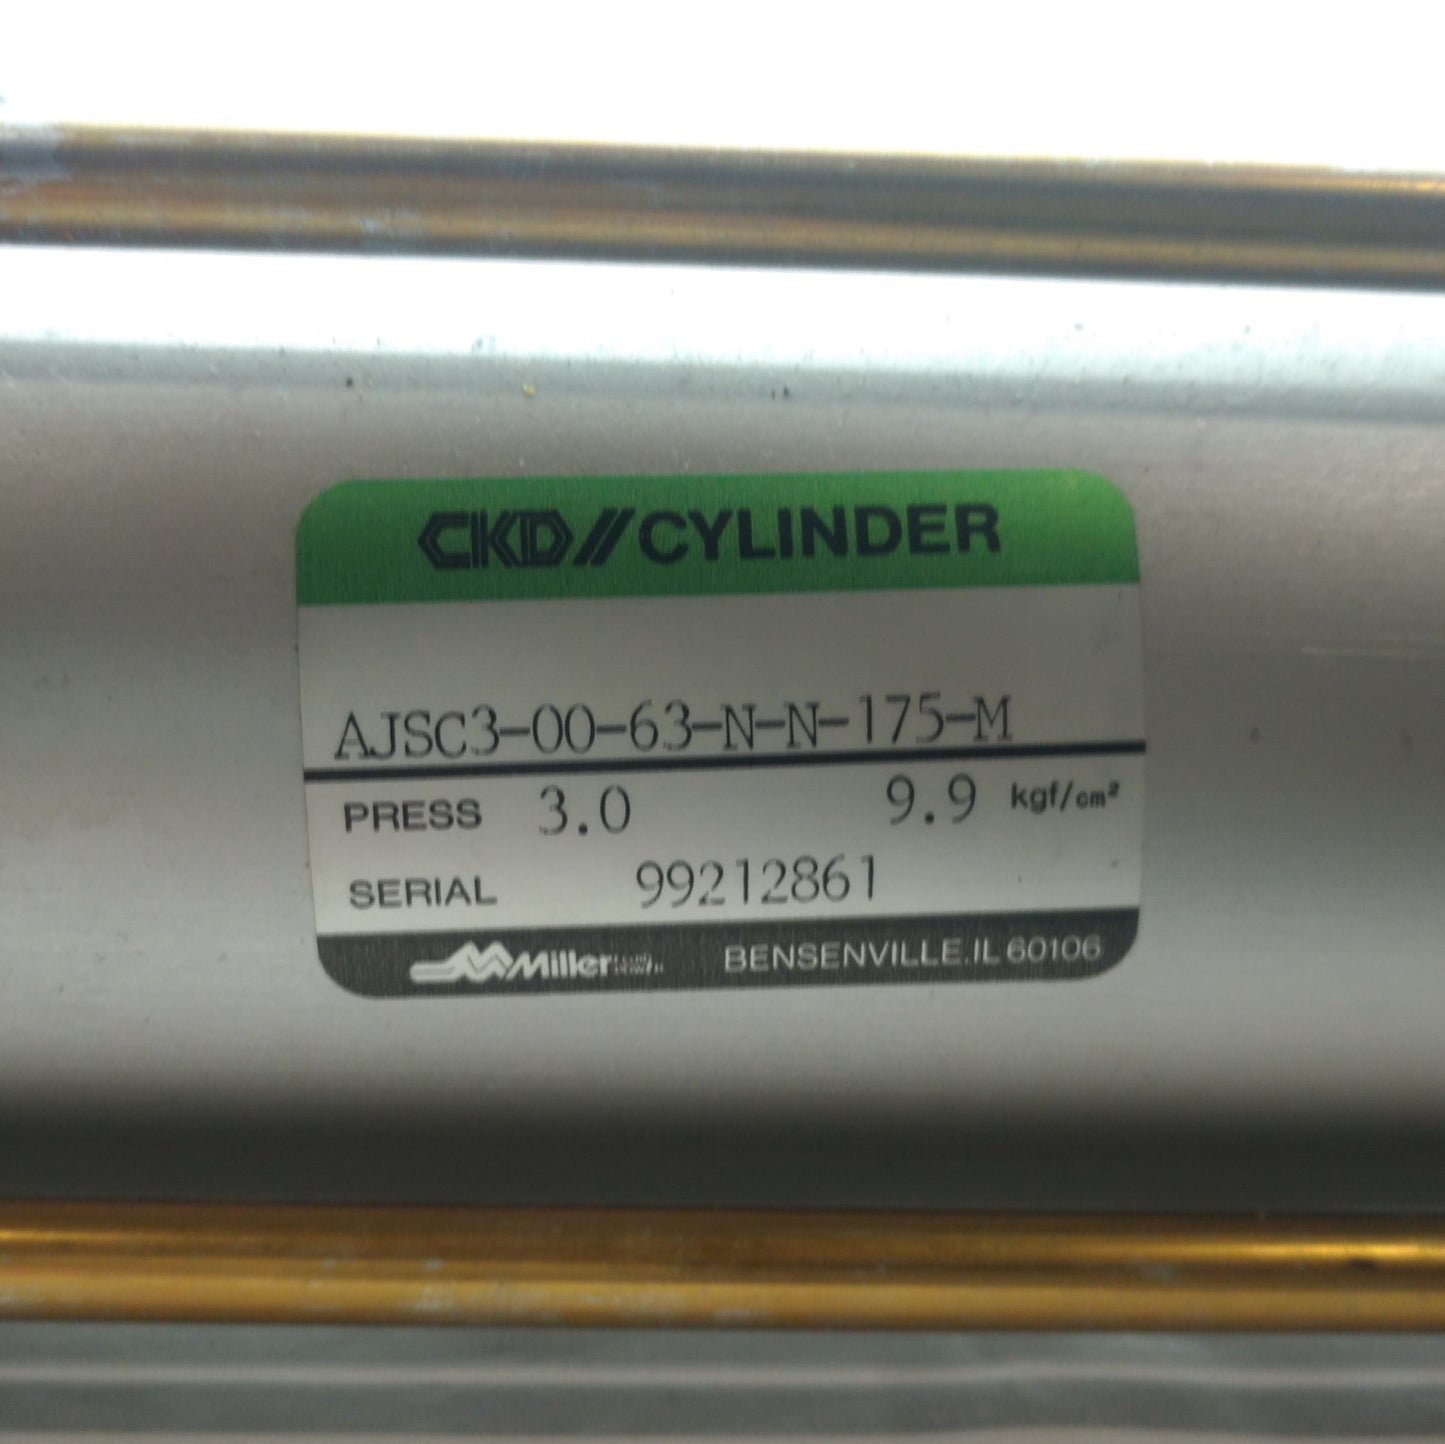 CKD//CYLINDER
AJSC3-00-63-N-N-175-M
PRESS 3.0 9.9 kgf/cm²
SERIAL 99212861
Miller BENSENVILLE.IL 60106